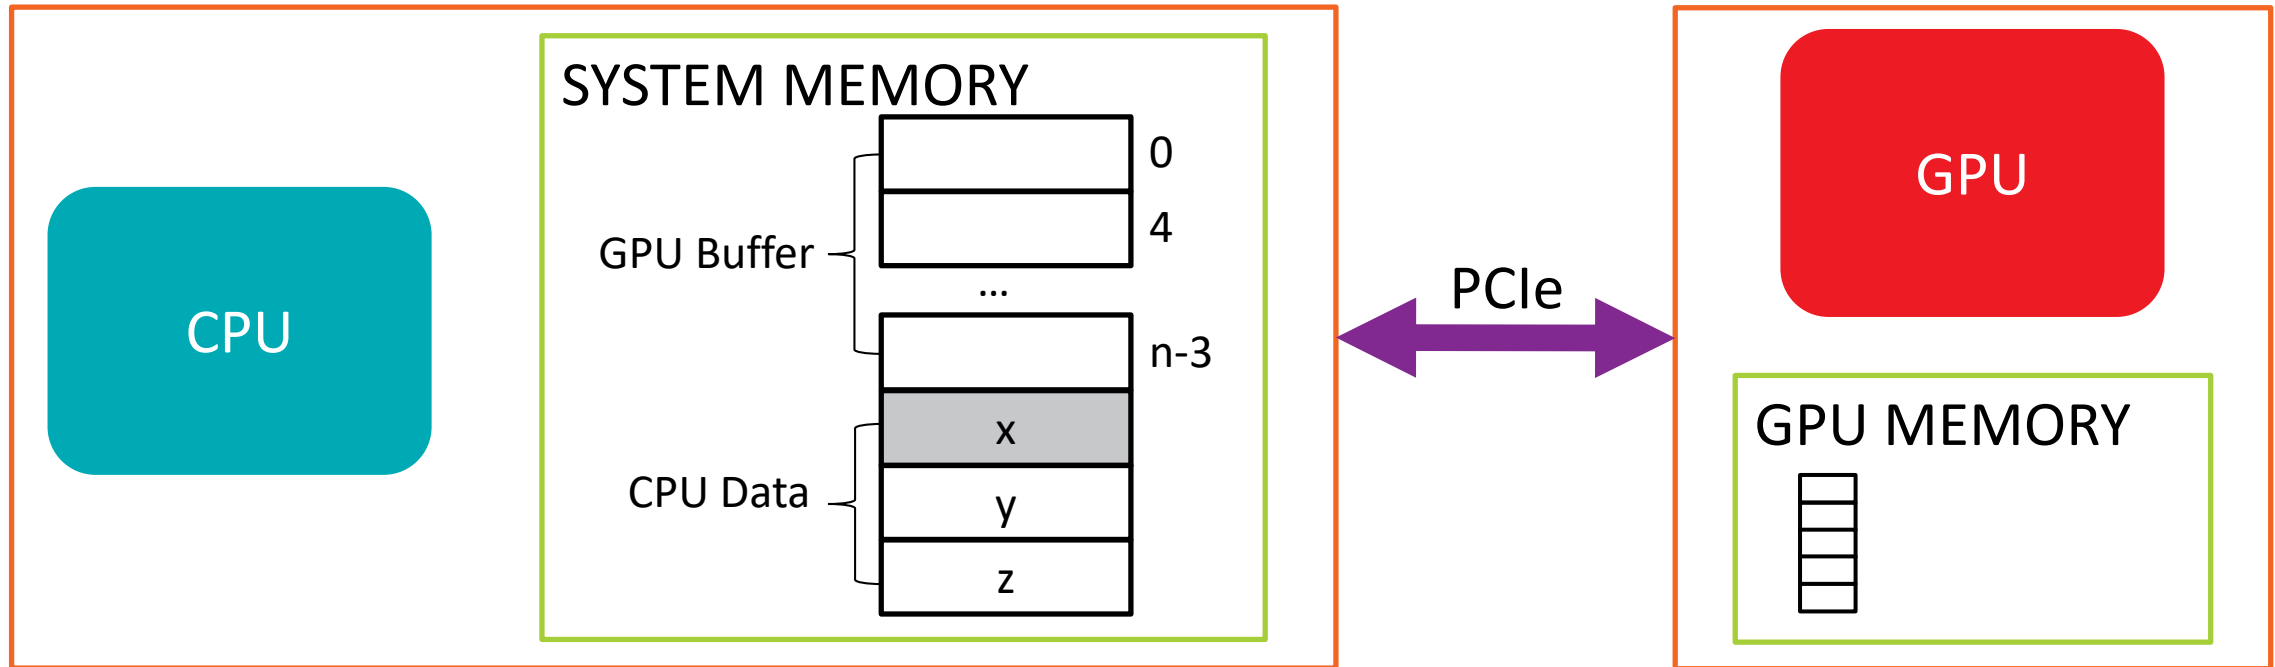 SYSTEM MEMORY
0
4
GPU Buffer
...
n-3
CPU
x
CPU Data
y
z
PCIe
GPU
GPU MEMORY